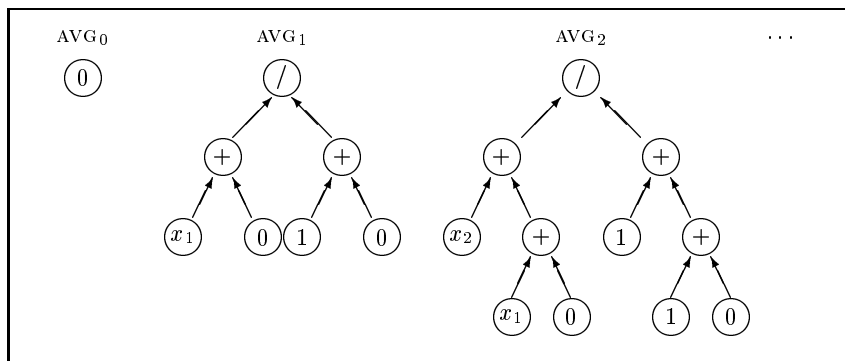 AVG0 AVG1 AVG2 ...
0 / /
+ + + +
x1 0 1 0 x2 + 1 +
x1 0 1 0